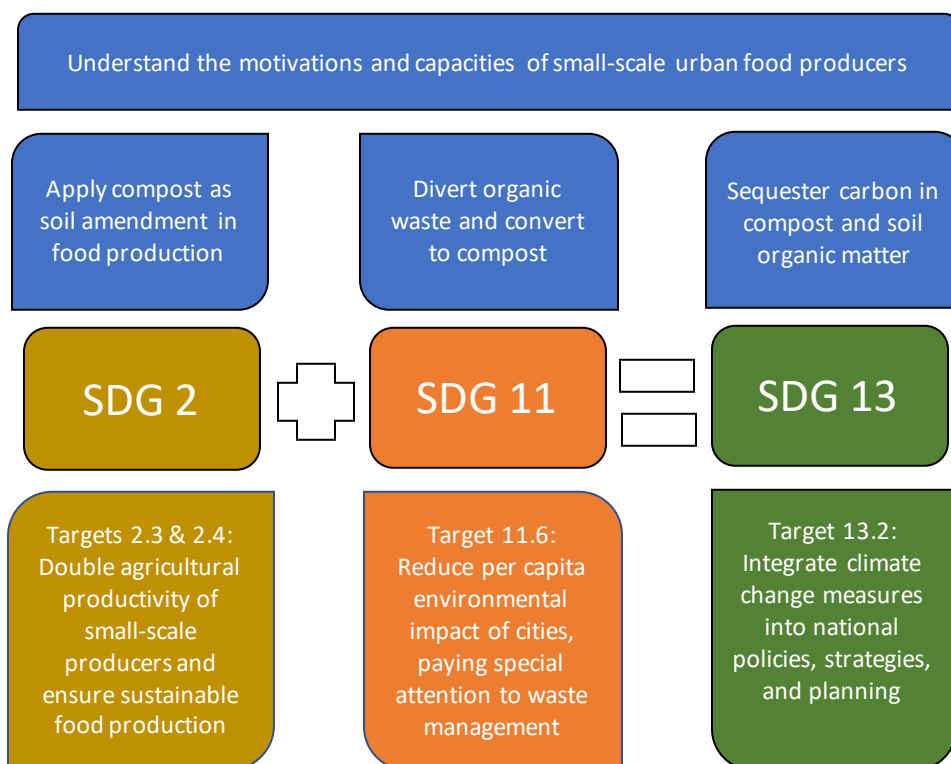 Understand the motivations and capacities of small-scale urban food producers
Apply compost as
soil amendment in
food production
Divert organic
waste and convert
to compost
Sequester carbon in
compost and soil
organic matter
SDG 2
SDG 11
SDG 13
Targets 2.3 & 2.4:
Double agricultural
productivity of
small-scale
producers and
ensure sustainable
food production
Target 11.6:
Reduce per capita
environmental
impact of cities,
paying special
attention to waste
management
Target 13.2:
Integrate climate
change measures
into national
policies, strategies,
and planning